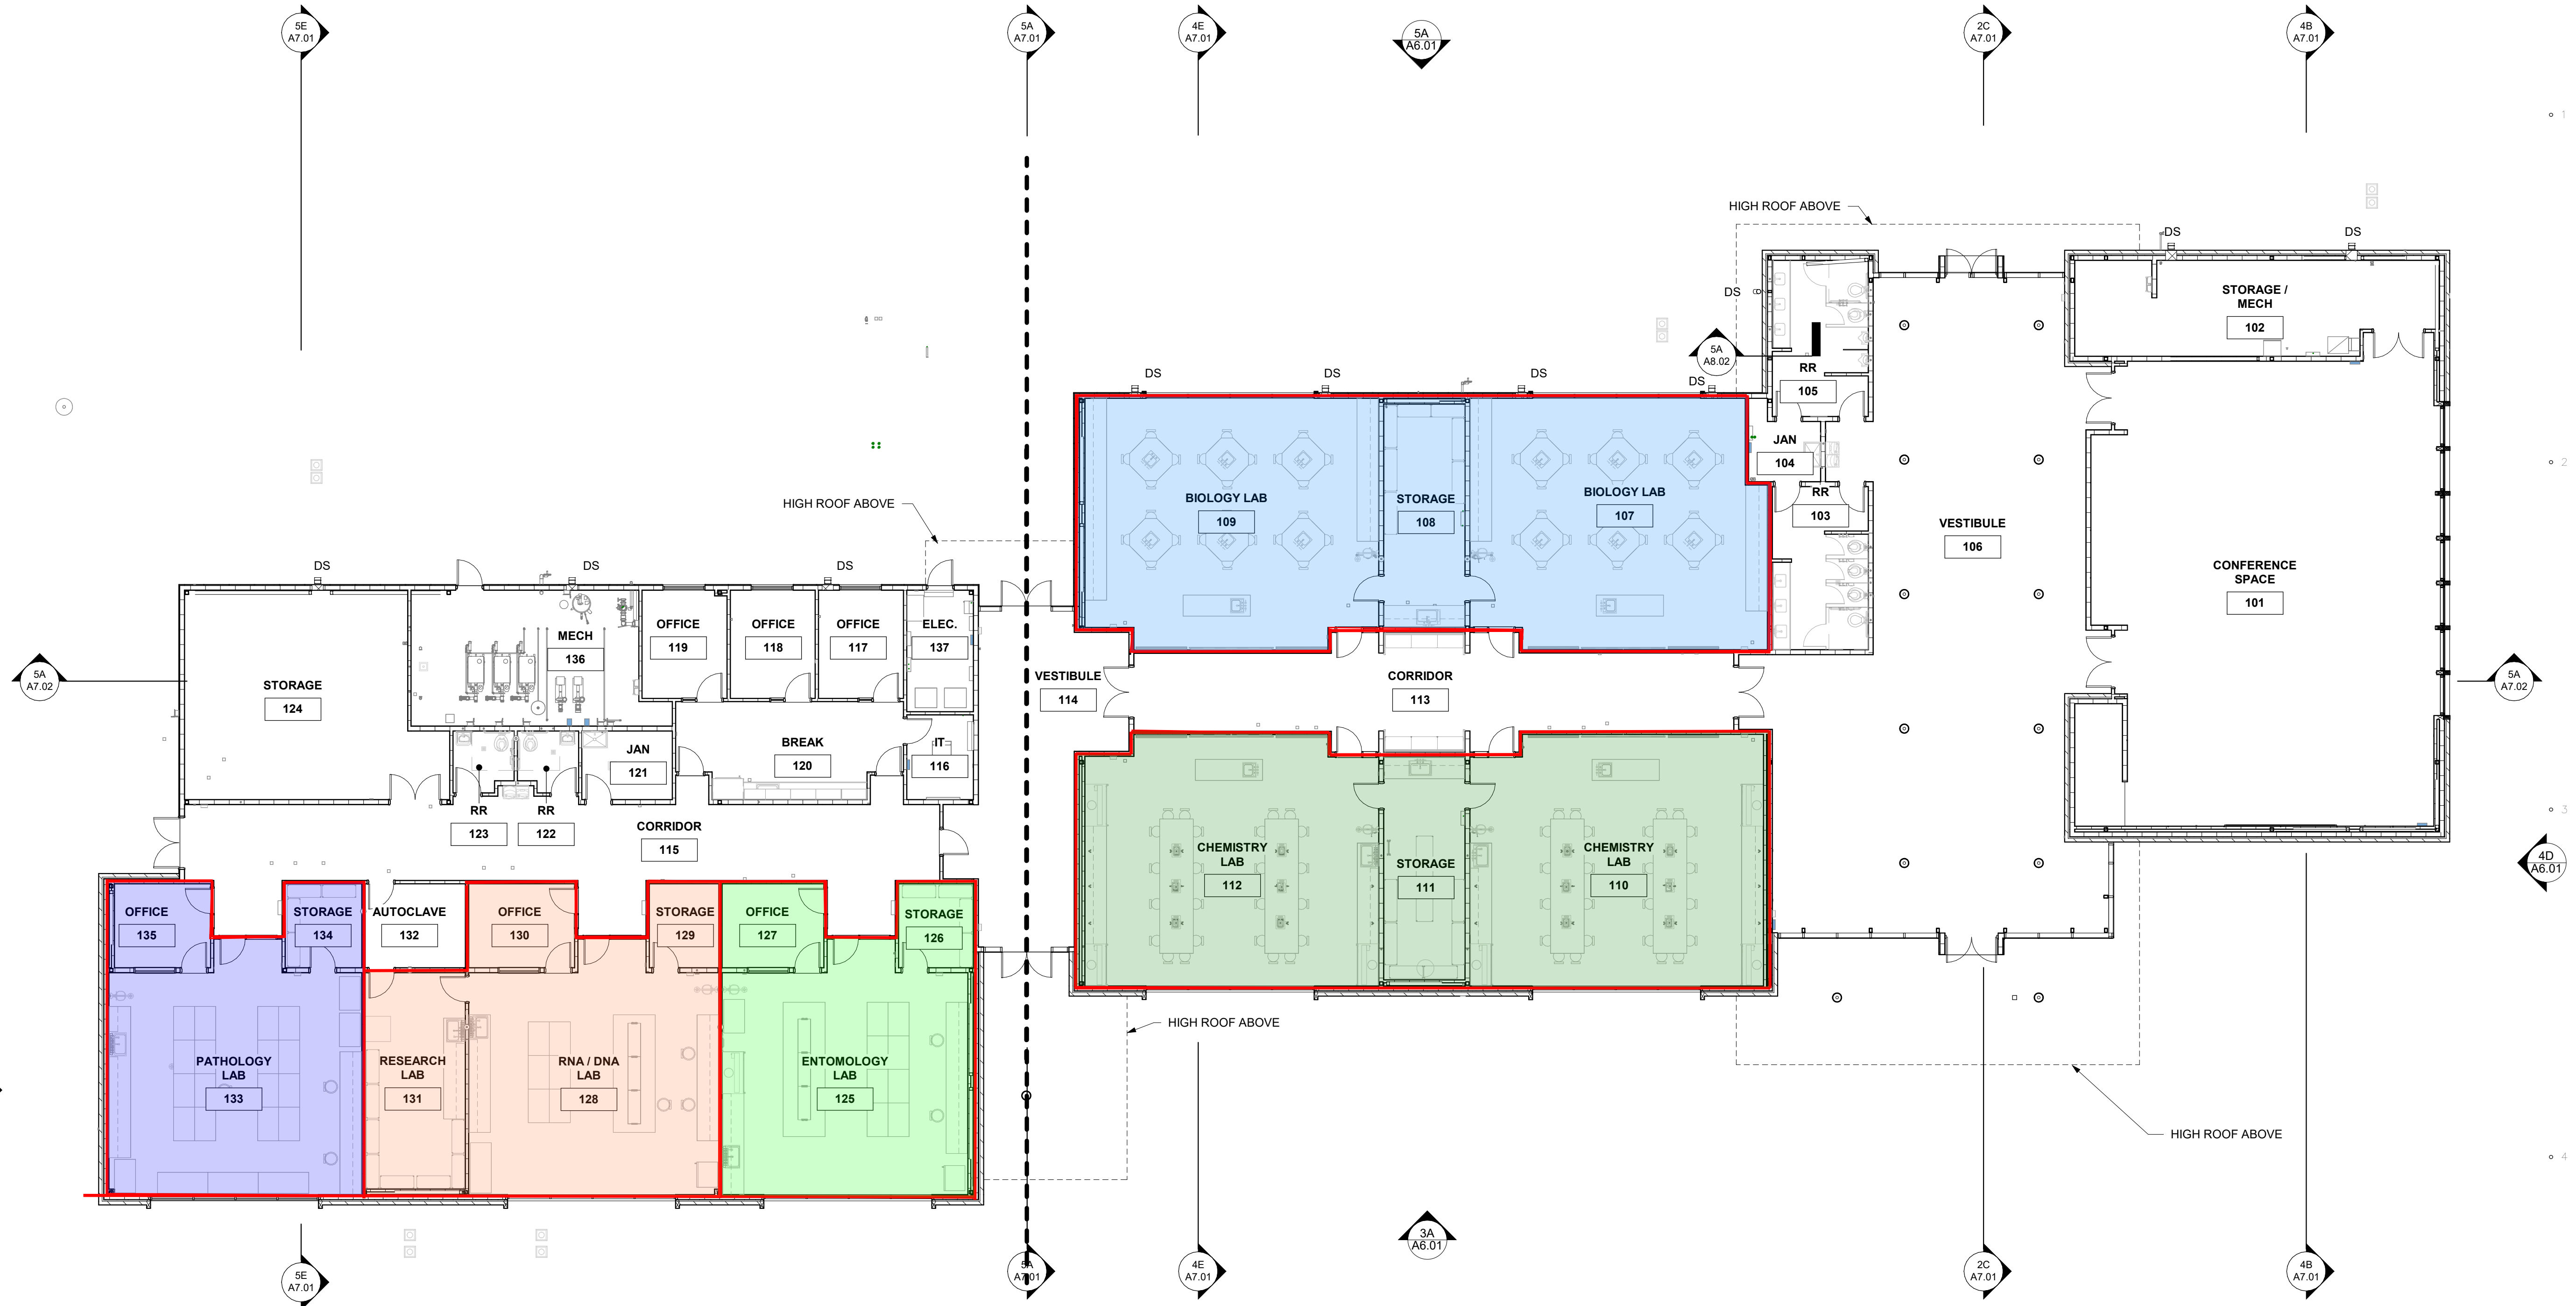 5E
A7.01
5A
A7.01
4E
A7.01
5A
A6.01
2C
A7.01
4B
A7.01
1
HIGH ROOF ABOVE
DS
DS
DS
STORAGE /
MECH
102
5A
A8.02
RR
105
DS
DS
DS
DS
JAN
104
2
BIOLOGY LAB
109
STORAGE
108
BIOLOGY LAB
107
RR
103
HIGH ROOF ABOVE
VESTIBULE
106
CONFERENCE
SPACE
101
DS
DS
DS
OFFICE
119
OFFICE
118
OFFICE
117
ELEC.
137
MECH
136
5A
A7.02
STORAGE
124
VESTIBULE
114
CORRIDOR
113
5A
A7.02
JAN
121
BREAK
120
IT
116
RR
123
RR
122
CORRIDOR
115
3
CHEMISTRY
LAB
112
STORAGE
111
CHEMISTRY
LAB
110
4D
A6.01
OFFICE
135
STORAGE
134
AUTOCLAVE
132
OFFICE
130
STORAGE
129
OFFICE
127
STORAGE
126
HIGH ROOF ABOVE
PATHOLOGY
LAB
133
RESEARCH
LAB
131
RNA / DNA
LAB
128
ENTOMOLOGY
LAB
125
HIGH ROOF ABOVE
4
3A
A6.01
5E
A7.01
5A
A7.01
4E
A7.01
2C
A7.01
4B
A7.01